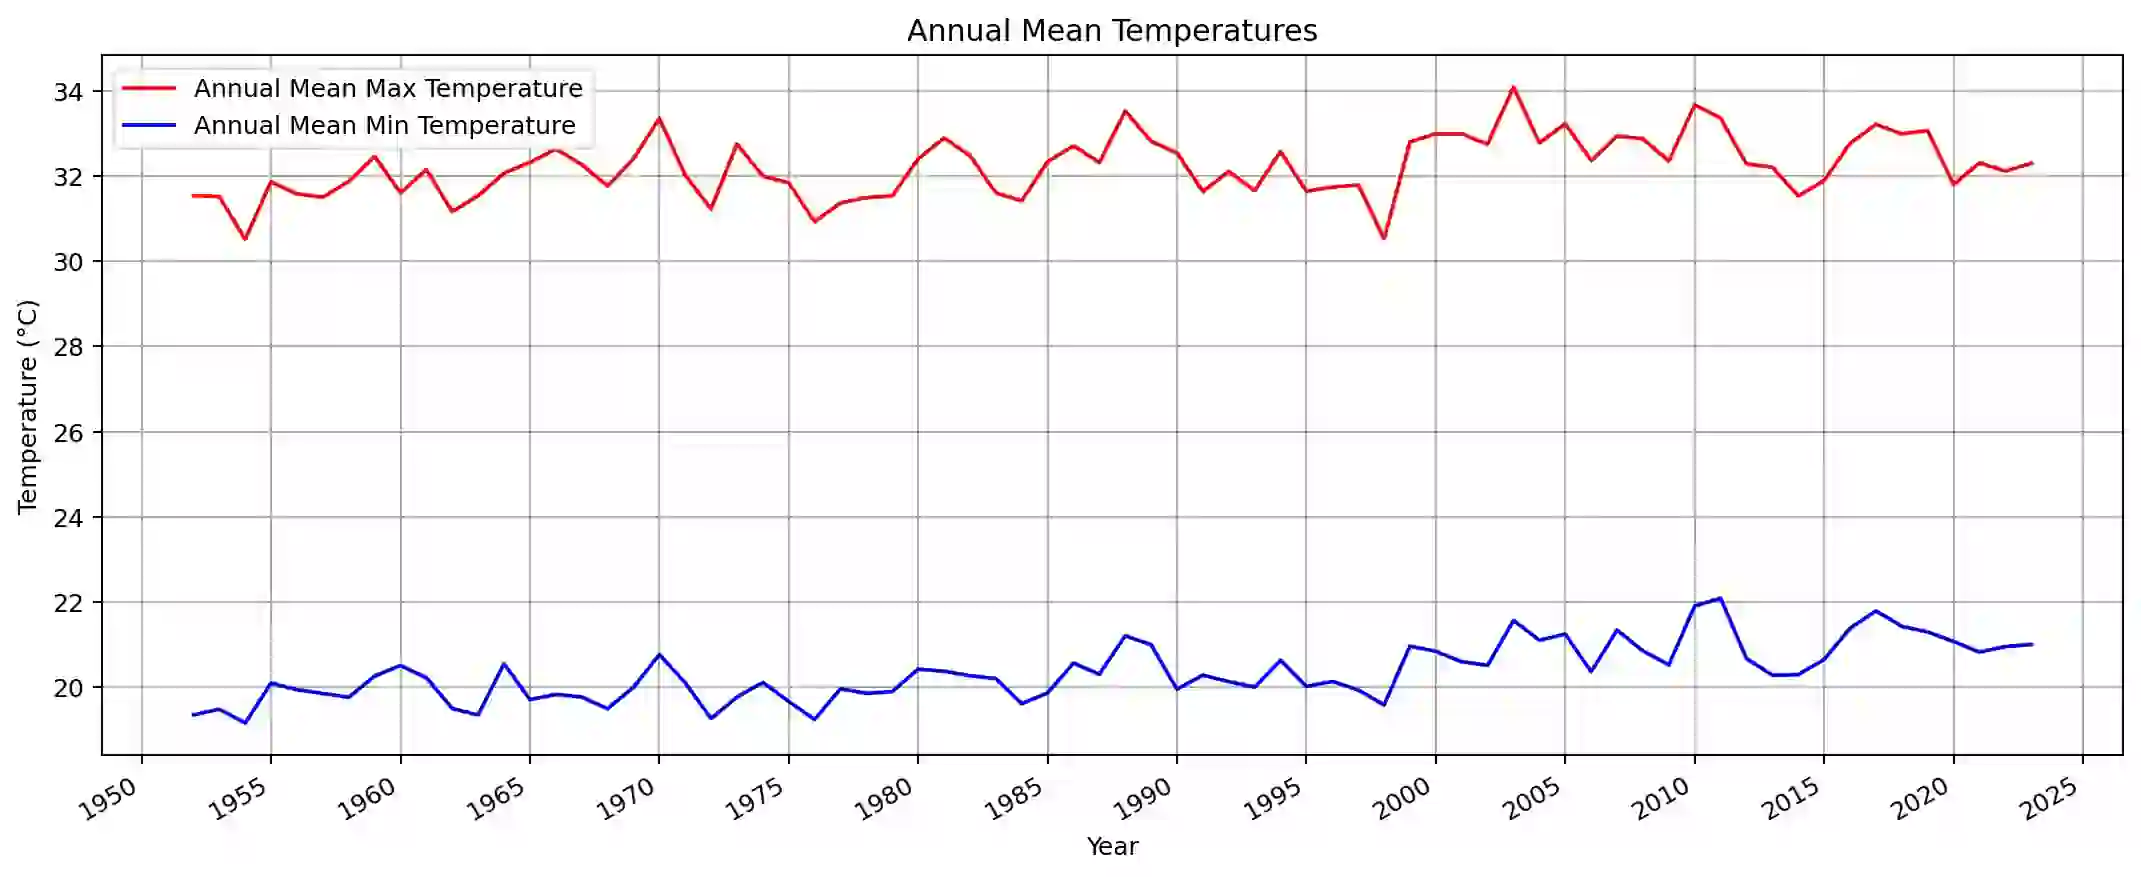 Annual Mean Temperatures
Annual Mean Max Temperature
Annual Mean Min Temperature
Temperature (°C)
34
32
30
28
26
24
22
20
1950 1955 1960 1965 1970 1975 1980 1985 1990 1995 2000 2005 2010 2015 2020 2025
Year